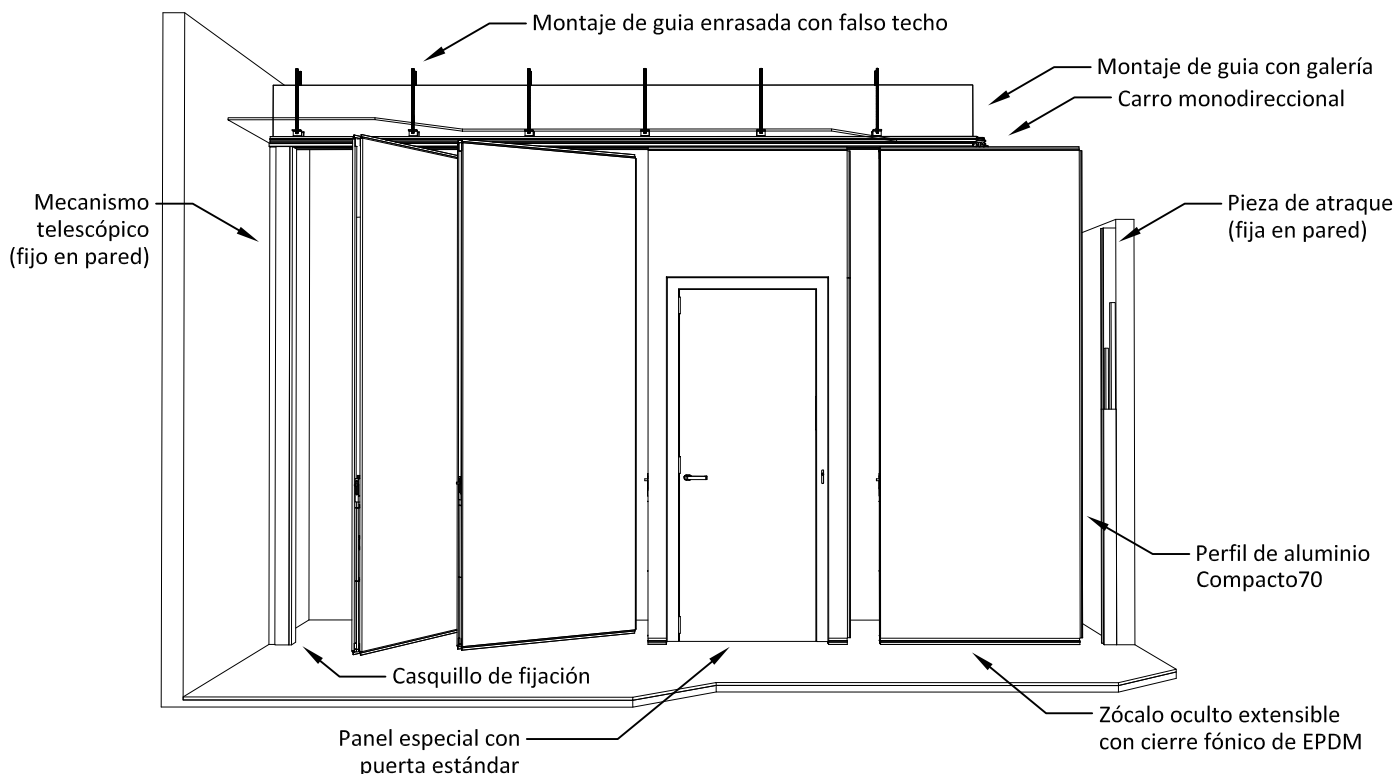 Montaje de guia enrasada con falso techo
Montaje de guia con galería
Carro monodireccional
Mecanismo
telescópico
(fijo en pared)
Pieza de atraque
(fija en pared)
Perfil de aluminio
Compacto70
Casquillo de fijación
Panel especial con
puerta estándar
Zócalo oculto extensible
con cierre fónico de EPDM